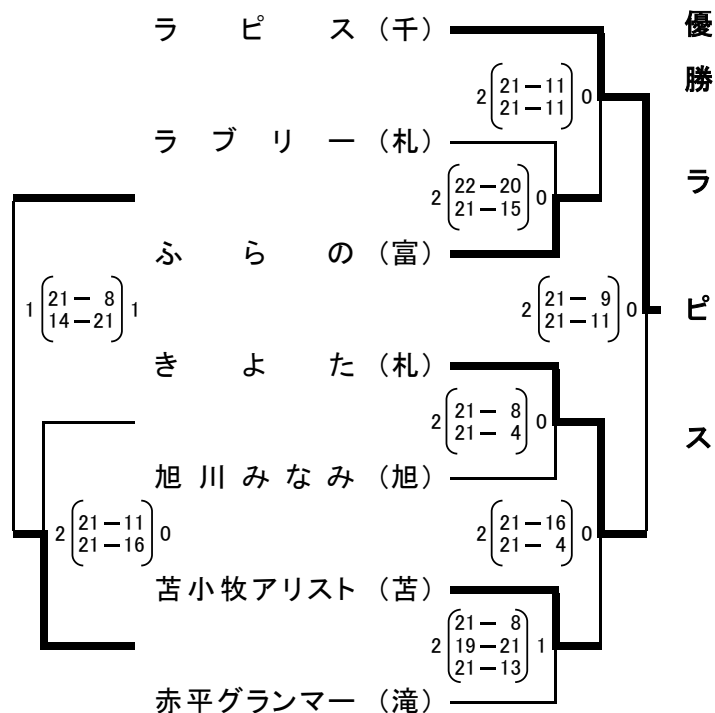 ラピス（千）
2 21－11 0
21－11
ラブリー（札）
2 22－20 0
21－15
ふらの（富）
1 21－ 8 1
14－21
2 21－ 9 0
21－11
きよた（札）
2 21－ 8 0
21－ 4
旭川みなみ（旭）
2 21－11 0
21－16
2 21－16 0
21－ 4
苫小牧アリスト（苫）
2 21－ 8 1
19－21
21－13
赤平グランマー（滝）
優勝 ラピス